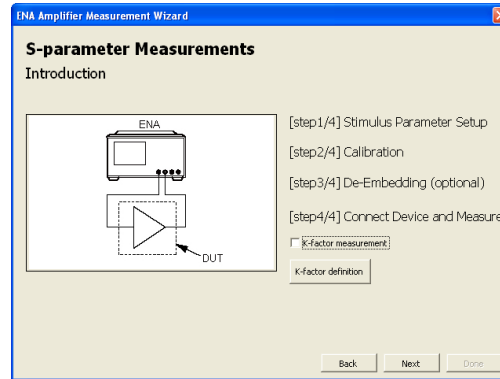 ENA Amplifier Measurement Wizard
S-parameter Measurements
Introduction
ENA
DUT
[step1/4] Stimulus Parameter Setup
[step2/4] Calibration
[step3/4] De-Embedding (optional)
[step4/4] Connect Device and Measure
K-factor measurement
K-factor definition
Back
Next
Done